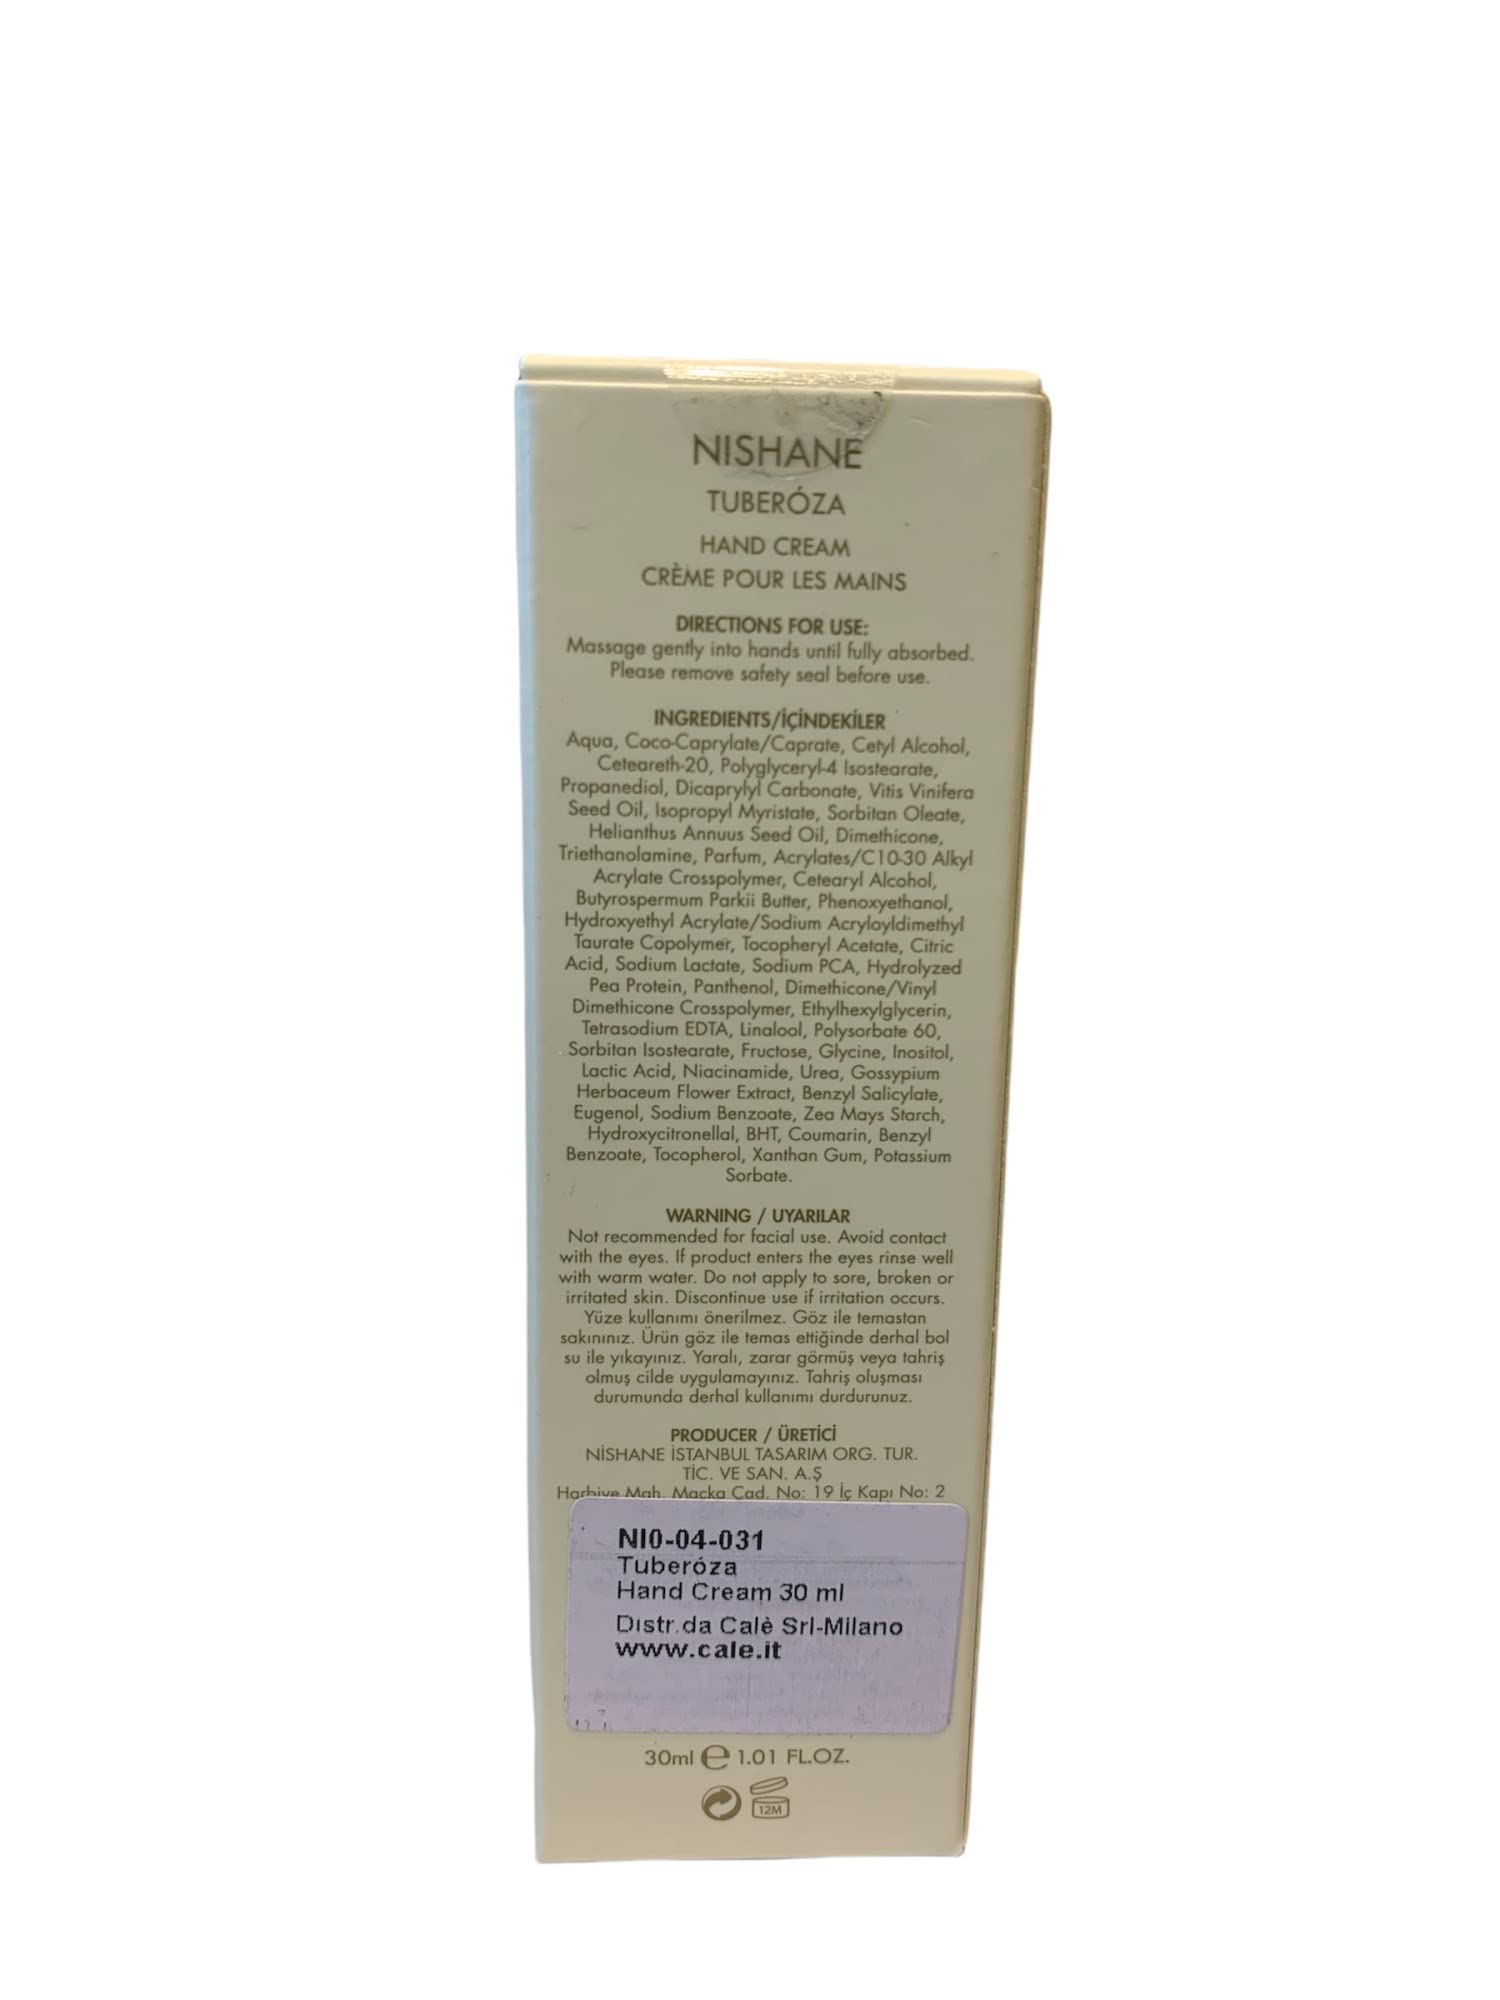 NISHANE
TUBERÓZA
HAND CREAM
CRÈME POUR LES MAINS
DIRECTIONS FOR USE:
Massage gently into hands until fully absorbed.
Please remove safety seal before use.
INGREDIENTS/İÇİNDEKİLER
Aqua, Coco-Caprylate/Caprate, Cetyl Alcohol,
Ceteareth-20, Polyglyceryl-4 Isostearate,
Propanediol, Dicaprylyl Carbonate, Vitis Vinifera
Seed Oil, Isopropyl Myristate, Sorbitan Oleate,
Helianthus Annuus Seed Oil, Dimethicone,
Triethanolamine, Parfum, Acrylates/C10-30 Alkyl
Acrylate Crosspolymer, Cetearyl Alcohol,
Butyrospermum Parkii Butter, Phenoxyethanol,
Hydroxyethyl Acrylate/Sodium Acryloyldimethyl
Taurate Copolymer, Tocopheryl Acetate, Citric
Acid, Sodium Lactate, Sodium PCA, Hydrolyzed
Pea Protein, Panthenol, Dimethicone/Vinyl
Dimethicone Crosspolymer, Ethylhexylglycerin,
Tetrasodium EDTA, Linalool, Polysorbate 60,
Sorbitan Isostearate, Fructose, Glycine, Inositol,
Lactic Acid, Niacinamide, Urea, Gossypium
Herbaceum Flower Extract, Benzyl Salicylate,
Eugenol, Sodium Benzoate, Zea Mays Starch,
Hydroxycitronellal, BHT, Coumarin, Benzyl
Benzoate, Tocopherol, Xanthan Gum, Potassium
Sorbate.
WARNING / UYARILAR
Not recommended for facial use. Avoid contact
with the eyes. If product enters the eyes rinse well
with warm water. Do not apply to sore, broken or
irritated skin. Discontinue use if irritation occurs.
Yüze kullanımı önerilmez. Göz ile temastan
sakınınız. Ürün göz ile temas ettiğinde derhal bol
su ile yıkayınız. Yaralı, zarar görmüş veya tahriş
olmuş cilde uygulamayınız. Tahriş oluşması
durumunda derhal kullanımı durdurunuz.
PRODUCER / ÜRETİCİ
NİSHANE İSTANBUL TASARIM ORG. TUR.
TİC. VE SAN. A.Ş
Harbiye Mah. Macka Cad. No: 19 İç Kapı No: 2
NI0-04-031
Tuberóza
Hand Cream 30 ml
Distr.da Calè Srl-Milano
www.cale.it
30ml e 1.01 FL.OZ.
12M